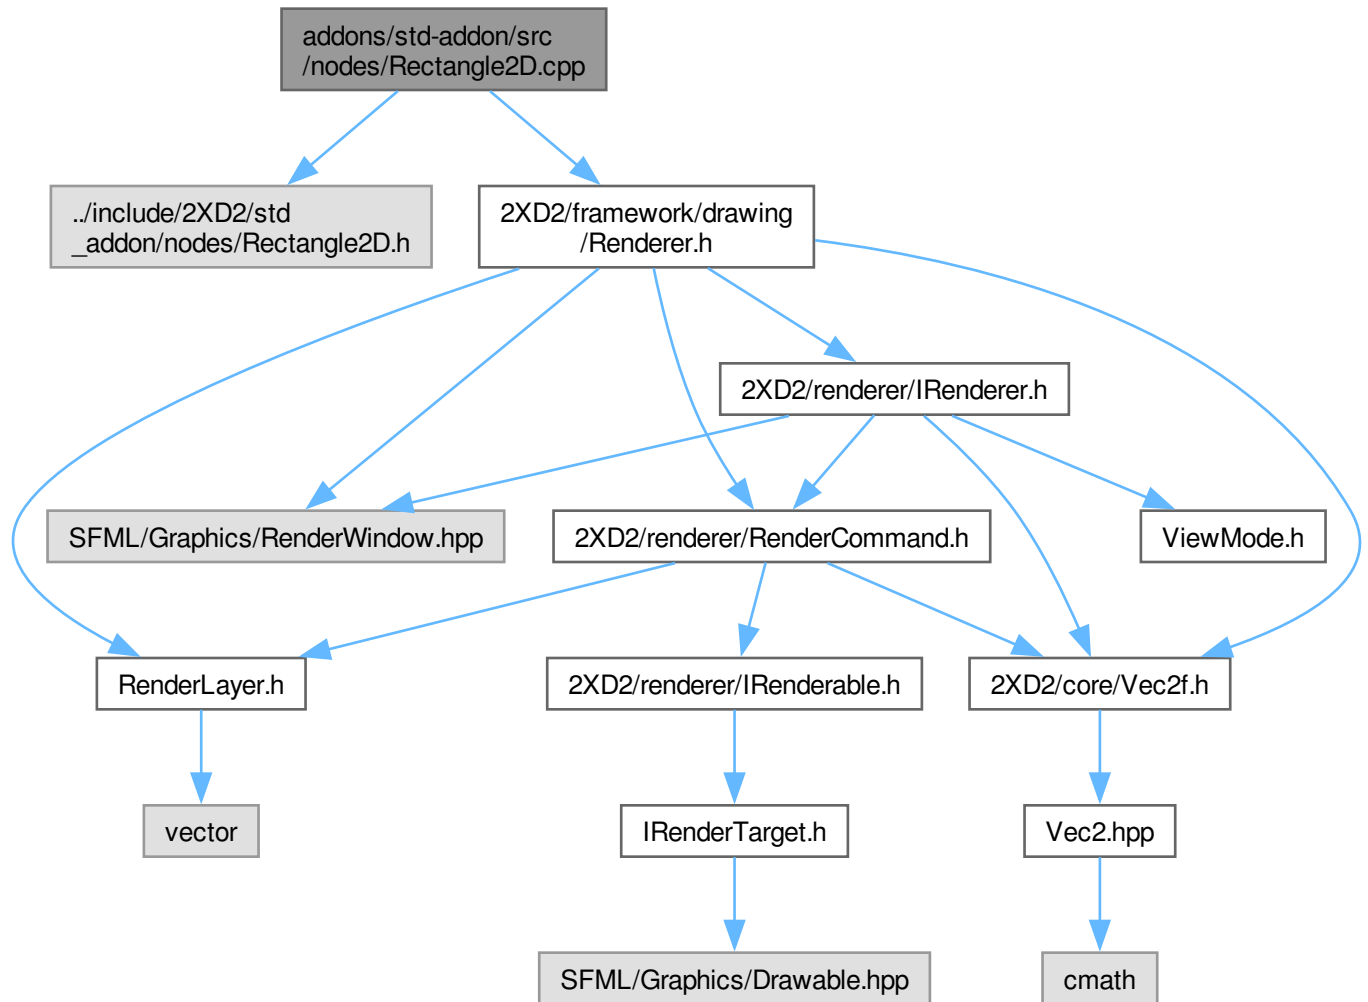 addons/std-addon/src
/nodes/Rectangle2D.cpp
../include/2XD2/std
_addon/nodes/Rectangle2D.h
2XD2/framework/drawing
/Renderer.h
2XD2/renderer/IRenderer.h
SFML/Graphics/RenderWindow.hpp
2XD2/renderer/RenderCommand.h
ViewMode.h
RenderLayer.h
2XD2/renderer/IRenderable.h
2XD2/core/Vec2f.h
vector
IRenderTarget.h
Vec2.hpp
SFML/Graphics/Drawable.hpp
cmath